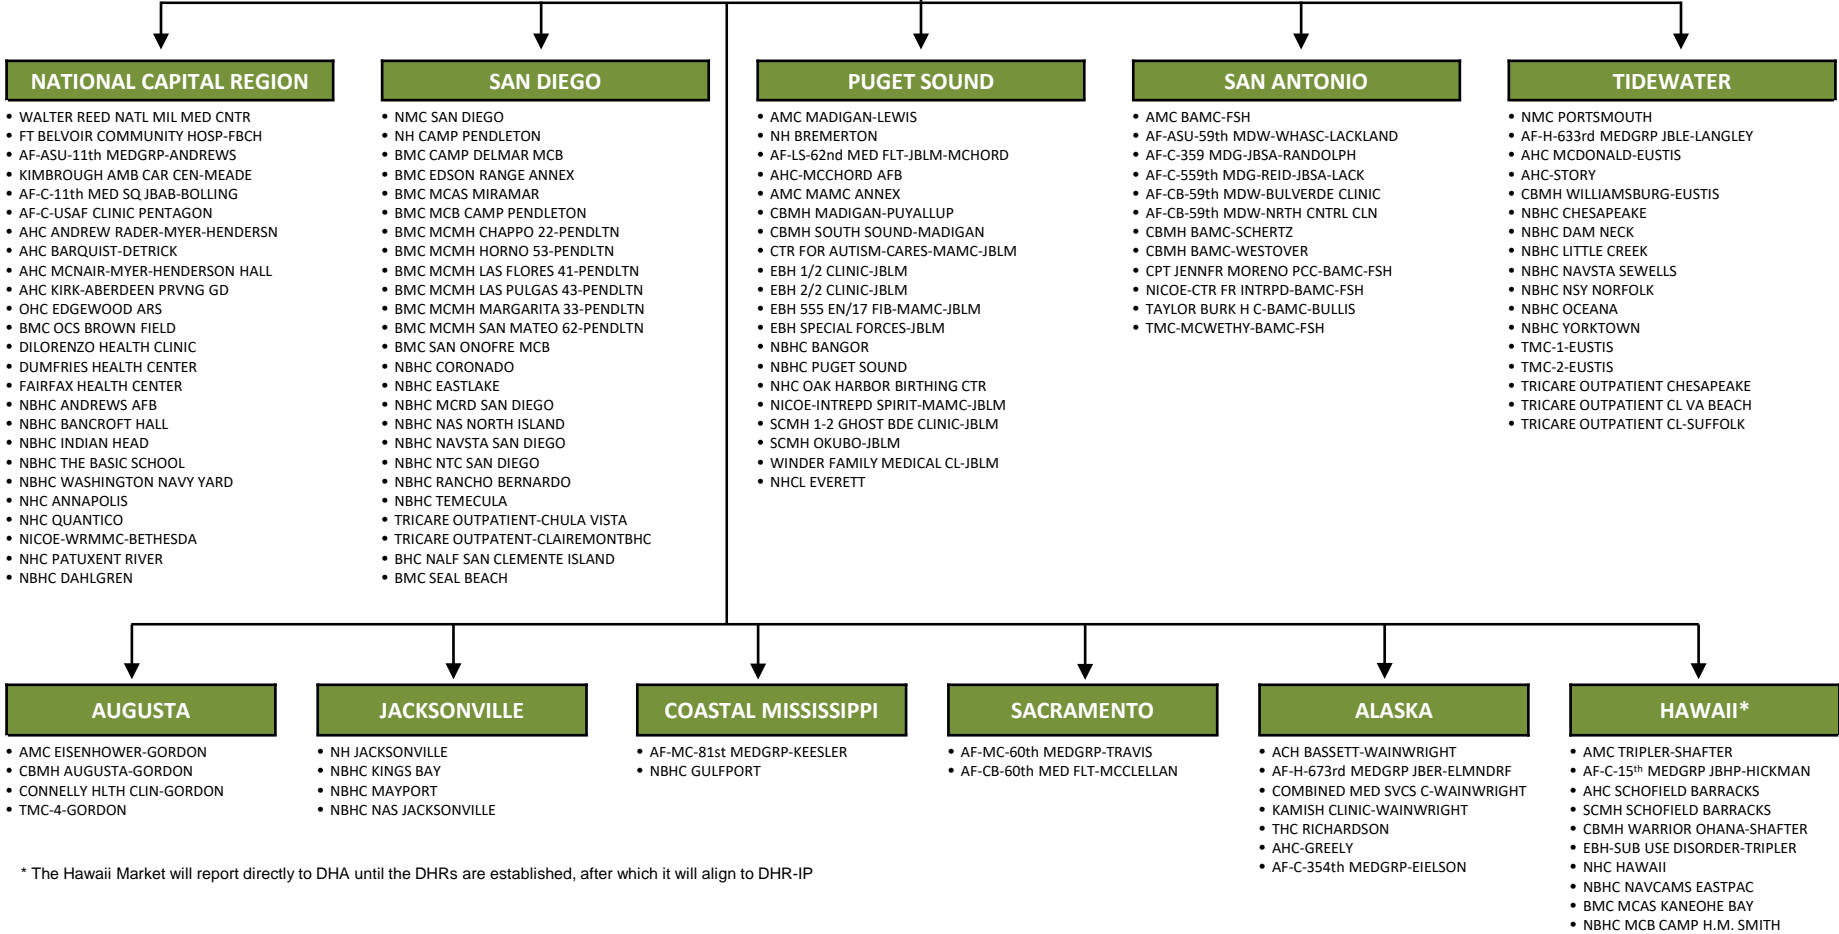 NATIONAL CAPITAL REGION
• WALTER REED NATL MIL MED CNTR
• FT BELVOIR COMMUNITY HOSP-FBCH
• AF-ASU-11th MEDGRP-ANDREWS
• KIMBROUGH AMB CAR CEN-MEADE
• AF-C-11th MED SQ JBAB-BOLLING
• AF-C-USAF CLINIC PENTAGON
• AHC ANDREW RADER-MYER-HENDERSN
• AHC BARQUIST-DETRICK
• AHC MCNAIR-MYER-HENDERSON HALL
• AHC KIRK-ABERDEEN PRVNG GD
• OHC EDGEWOOD ARS
• BMC OCS BROWN FIELD
• DILORENZO HEALTH CLINIC
• DUMFRIES HEALTH CENTER
• FAIRFAX HEALTH CENTER
• NBHC ANDREWS AFB
• NBHC BANCROFT HALL
• NBHC INDIAN HEAD
• NBHC THE BASIC SCHOOL
• NBHC WASHINGTON NAVY YARD
• NHC ANNAPOLIS
• NHC QUANTICO
• NICOE-WRMMC-BETHESDA
• NHC PATUXENT RIVER
• NBHC DAHLGREN
SAN DIEGO
• NMC SAN DIEGO
• NH CAMP PENDLETON
• BMC CAMP DELMAR MCB
• BMC EDSON RANGE ANNEX
• BMC MCAS MIRAMAR
• BMC MCB CAMP PENDLETON
• BMC MCMH CHAPPO 22-PENDLTN
• BMC MCMH HORNO 53-PENDLTN
• BMC MCMH LAS FLORES 41-PENDLTN
• BMC MCMH LAS PULGAS 43-PENDLTN
• BMC MCMH MARGARITA 33-PENDLTN
• BMC MCMH SAN MATEO 62-PENDLTN
• BMC SAN ONOFRE MCB
• NBHC CORONADO
• NBHC EASTLAKE
• NBHC MCRD SAN DIEGO
• NBHC NAS NORTH ISLAND
• NBHC NAVSTA SAN DIEGO
• NBHC NTC SAN DIEGO
• NBHC RANCHO BERNARDO
• NBHC TEMECULA
• TRICARE OUTPATIENT-CHULA VISTA
• TRICARE OUTPATENT-CLAIREMONTBHC
• BHC NALF SAN CLEMENTE ISLAND
• BMC SEAL BEACH
PUGET SOUND
• AMC MADIGAN-LEWIS
• NH BREMERTON
• AF-LS-62nd MED FLT-JBLM-MCHORD
• AHC-MCCHORD AFB
• AMC MAMC ANNEX
• CBMH MADIGAN-PUYALLUP
• CBMH SOUTH SOUND-MADIGAN
• CTR FOR AUTISM-CARES-MAMC-JBLM
• EBH 1/2 CLINIC-JBLM
• EBH 2/2 CLINIC-JBLM
• EBH 555 EN/17 FIB-MAMC-JBLM
• EBH SPECIAL FORCES-JBLM
• NBHC BANGOR
• NBHC PUGET SOUND
• NHC OAK HARBOR BIRTHING CTR
• NICOE-INTREPD SPIRIT-MAMC-JBLM
• SCMH 1-2 GHOST BDE CLINIC-JBLM
• SCMH OKUBO-JBLM
• WINDER FAMILY MEDICAL CL-JBLM
• NHCL EVERETT
SAN ANTONIO
• AMC BAMC-FSH
• AF-ASU-59th MDW-WHASC-LACKLAND
• AF-C-359 MDG-JBSA-RANDOLPH
• AF-C-559th MDG-REID-JBSA-LACK
• AF-CB-59th MDW-BULVERDE CLINIC
• AF-CB-59th MDW-NRTH CNTRL CLN
• CBMH BAMC-SCHERTZ
• CBMH BAMC-WESTOVER
• CPT JENNFR MORENO PCC-BAMC-FSH
• NICOE-CTR FR INTRPD-BAMC-FSH
• TAYLOR BURK H C-BAMC-BULLIS
• TMC-MCWETHY-BAMC-FSH
TIDEWATER
• NMC PORTSMOUTH
• AF-H-633rd MEDGRP JBLE-LANGLEY
• AHC MCDONALD-EUSTIS
• AHC-STORY
• CBMH WILLIAMSBURG-EUSTIS
• NBHC CHESAPEAKE
• NBHC DAM NECK
• NBHC LITTLE CREEK
• NBHC NAVSTA SEWELLS
• NBHC NSY NORFOLK
• NBHC OCEANA
• NBHC YORKTOWN
• TMC-1-EUSTIS
• TMC-2-EUSTIS
• TRICARE OUTPATIENT CHESAPEAKE
• TRICARE OUTPATIENT CL VA BEACH
• TRICARE OUTPATIENT CL-SUFFOLK
AUGUSTA
• AMC EISENHOWER-GORDON
• CBMH AUGUSTA-GORDON
• CONNELLY HLTH CLIN-GORDON
• TMC-4-GORDON
JACKSONVILLE
• NH JACKSONVILLE
• NBHC KINGS BAY
• NBHC MAYPORT
• NBHC NAS JACKSONVILLE
COASTAL MISSISSIPPI
• AF-MC-81st MEDGRP-KEESLER
• NBHC GULFPORT
SACRAMENTO
• AF-MC-60th MEDGRP-TRAVIS
• AF-CB-60th MED FLT-MCCLELLAN
ALASKA
• ACH BASSETT-WAINWRIGHT
• AF-H-673rd MEDGRP JBER-ELMNDRF
• COMBINED MED SVCS C-WAINWRIGHT
• KAMISH CLINIC-WAINWRIGHT
• THC RICHARDSON
• AHC-GREELY
• AF-C-354th MEDGRP-EIELSON
HAWAII*
• AMC TRIPLER-SHAFTER
• AF-C-15th MEDGRP JBHP-HICKMAN
• AHC SCHOFIELD BARRACKS
• SCMH SCHOFIELD BARRACKS
• CBMH WARRIOR OHANA-SHAFTER
• EBH-SUB USE DISORDER-TRIPLER
• NHC HAWAII
• NBHC NAVCAMS EASTPAC
• BMC MCAS KANEOHE BAY
• NBHC MCB CAMP H.M. SMITH
* The Hawaii Market will report directly to DHA until the DHRs are established, after which it will align to DHR-IP